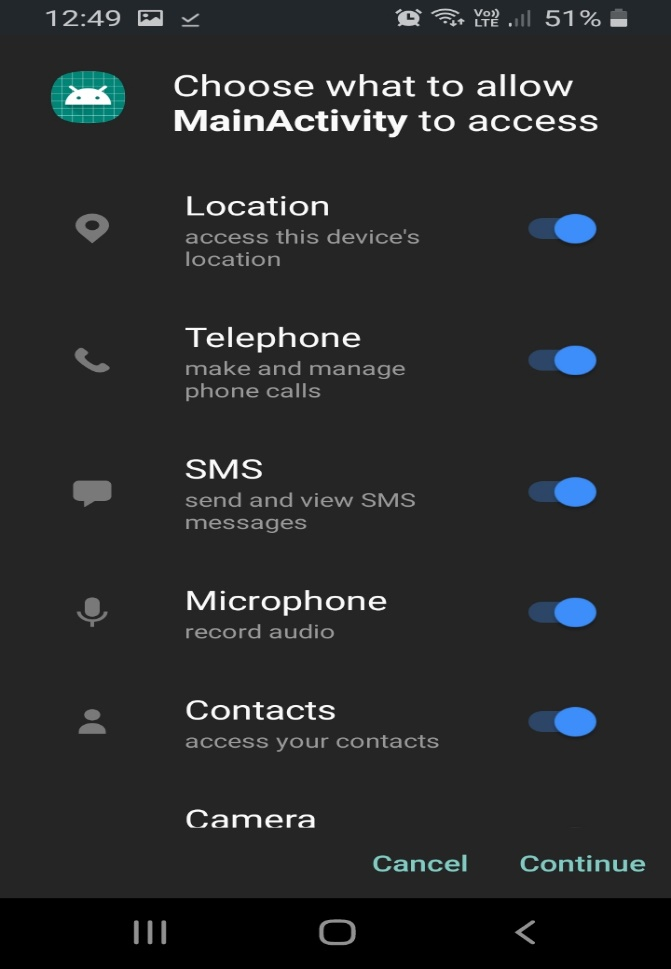 12:49 Vo)) LTE 51%
Choose what to allow
MainActivity to access
Location
access this device's
location
Telephone
make and manage
phone calls
SMS
send and view SMS
messages
Microphone
record audio
Contacts
access your contacts
Camera
Cancel Continue